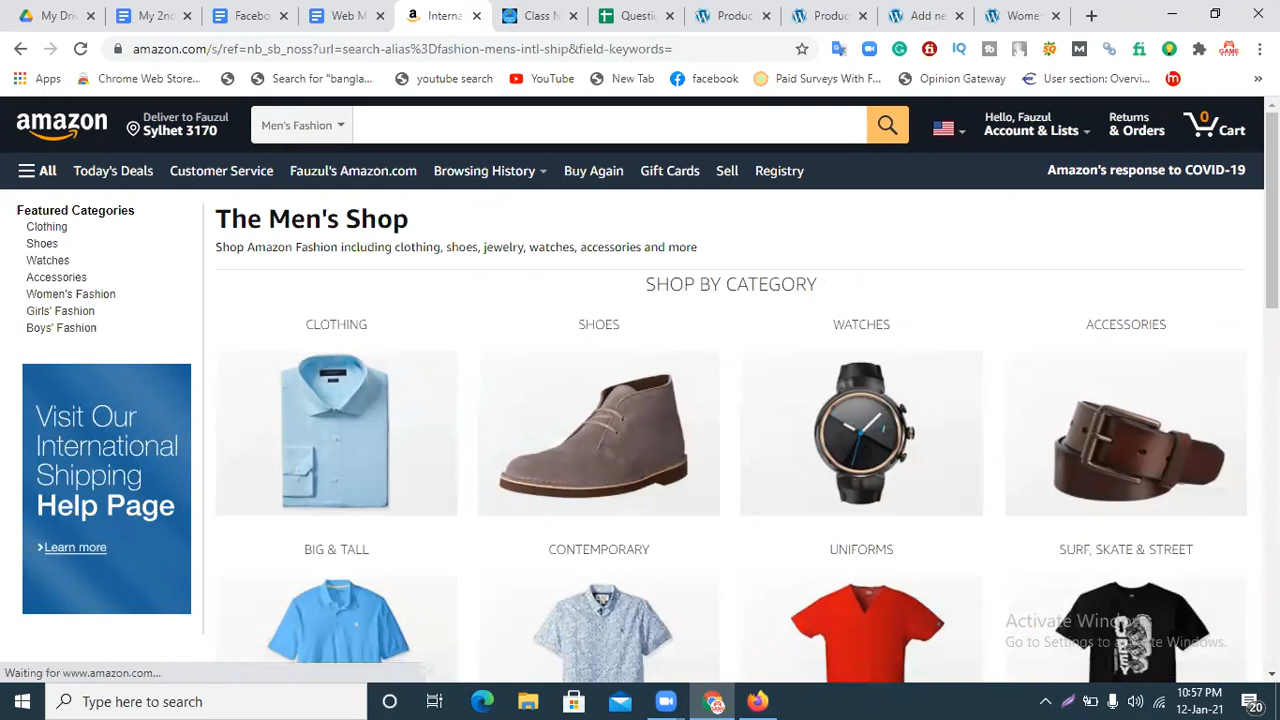 My Driv
My 2nd
Facebo
Web M
Interna
Class N
Questi
Produc
Produc
Add ne
Wome
amazon.com/s/ref=nb_sb_noss?url=search-alias%3Dfashion-mens-intl-ship&field-keywords=
Apps
Chrome Web Store...
Search for "bangla...
youtube search
YouTube
New Tab
facebook
Paid Surveys With F...
Opinion Gateway
User section: Overvi...
amazon
Deliver to Fauzul
Sylhet 3170
Men's Fashion
Hello, Fauzul
Account & Lists
Returns
& Orders
0
Cart
All
Today's Deals
Customer Service
Fauzul's Amazon.com
Browsing History
Buy Again
Gift Cards
Sell
Registry
Amazon's response to COVID-19
Featured Categories
Clothing
Shoes
Watches
Accessories
Women's Fashion
Girls' Fashion
Boys' Fashion
Visit Our
International
Shipping
Help Page
Learn more
The Men's Shop
Shop Amazon Fashion including clothing, shoes, jewelry, watches, accessories and more
SHOP BY CATEGORY
CLOTHING
SHOES
WATCHES
ACCESSORIES
BIG & TALL
CONTEMPORARY
UNIFORMS
SURF, SKATE & STREET
Activate Windows
Go to Settings to activate Windows.
Waiting for www.amazon.com...
Type here to search
10:57 PM
12-Jan-21
20